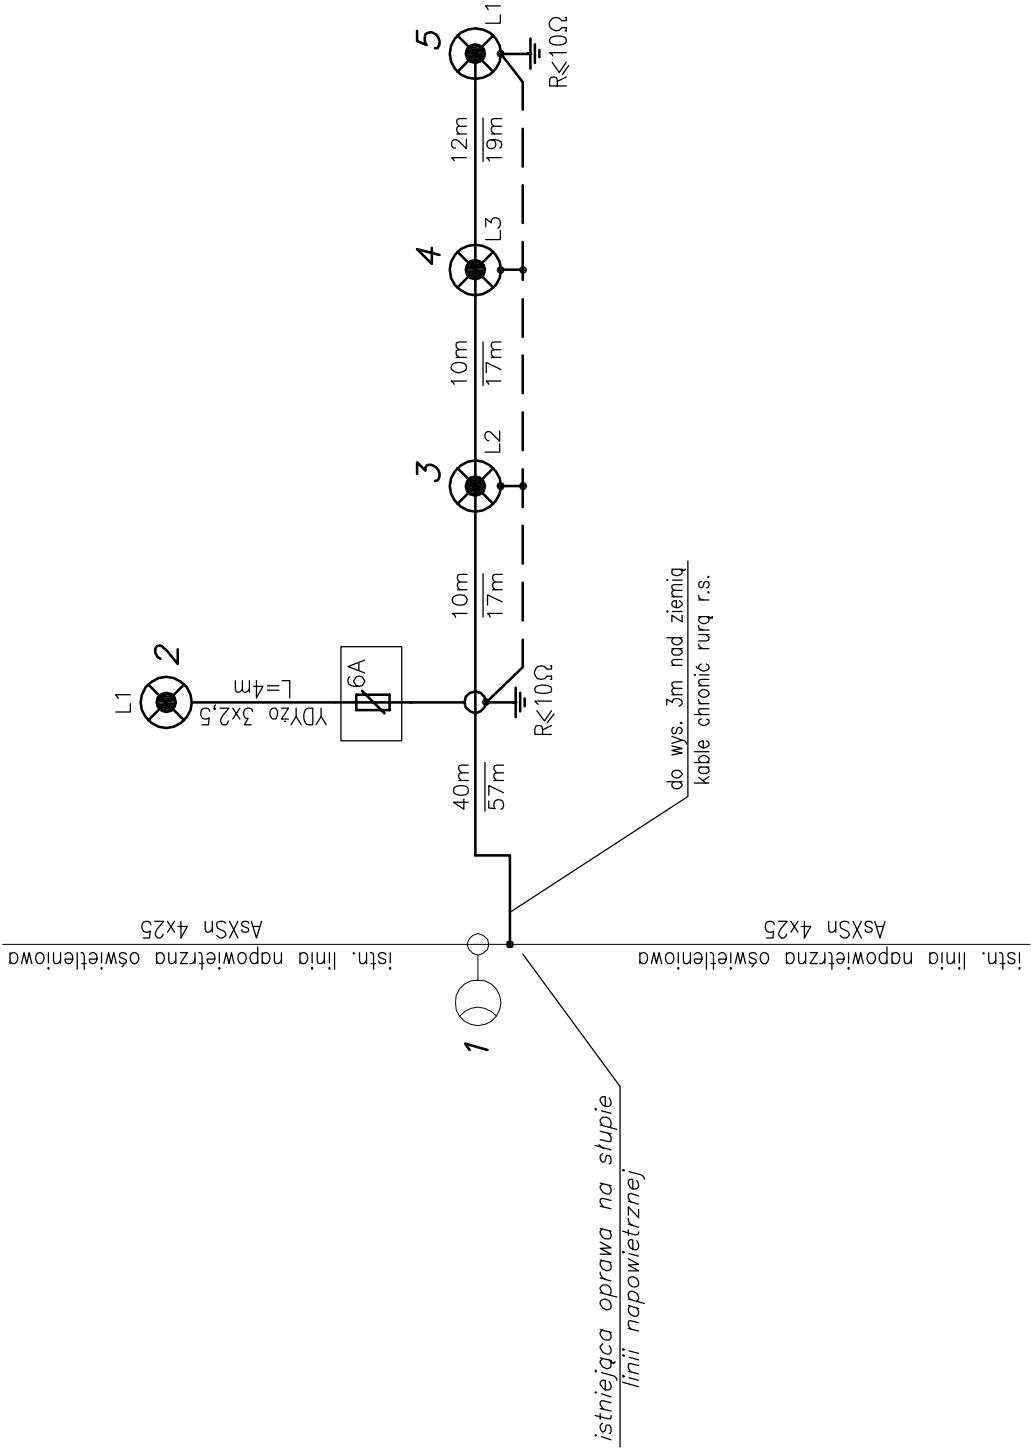 L1
2
YDYżo 3x2,5
L=4m
6A
R⩽10Ω
40m
57m
10m
17m
3
L2
10m
17m
4
L3
12m
19m
5
L1
R⩽10Ω
do wys. 3m nad ziemią
kable chronić rurą r.s.
AsXSn 4x25
istn. linia napowietrzna oświetleniowa
AsXSn 4x25
istn. linia napowietrzna oświetleniowa
1
istniejąca oprawa na słupie
linii napowietrznej